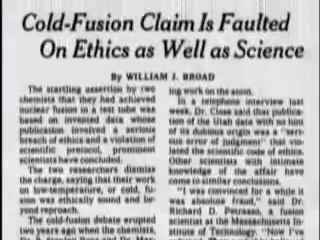 Cold-Fusion Claim Is Faulted
On Ethics as Well as Science
By WILLIAM J. BROAD
The startling assertion by two
chemists that they had achieved
nuclear fusion in a test tube was
based on invented data whose
publication involved a serious
breach of ethics and a violation of
scientific protocol, prominent
scientists have concluded.
The two researchers dismiss
the charge, saying that their work
on low-temperature, or cold, fu-
sion was ethically sound and be-
yond reproach.
The cold-fusion debate erupted
two years ago when the chemists,
ing work on the atom.
In a telephone interview last
week, Dr. Close said that publica-
tion of the Utah data with no hint
of its dubious origin was a "seri-
ous error of judgment" that vio-
lated the scientific code of ethics.
Other scientists with intimate
knowledge of the affair have
come to similar conclusions.
"I was convinced for a while it
was absolute fraud," said Dr.
Richard D. Petrasso, a fusion
scientist at the Massachusetts In-
stitute of Technology. "Now I've